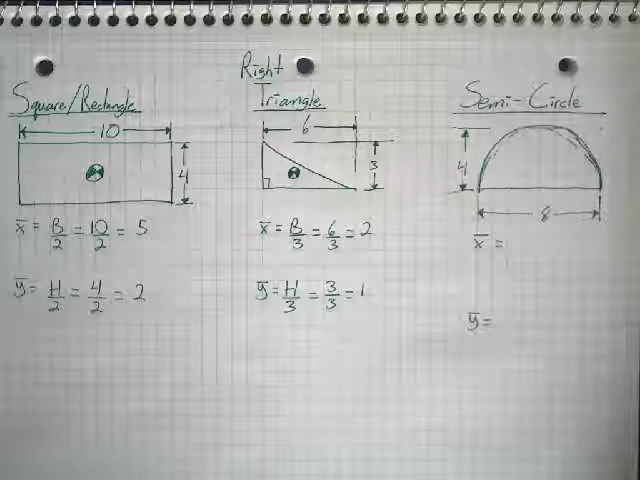 Square/Rectangle
10
4
x̄ = B/2 = 10/2 = 5
ȳ = H/2 = 4/2 = 2
Right
Triangle
6
3
x̄ = B/3 = 6/3 = 2
ȳ = H/3 = 3/3 = 1
Semi-Circle
4
8
x̄ =
ȳ =